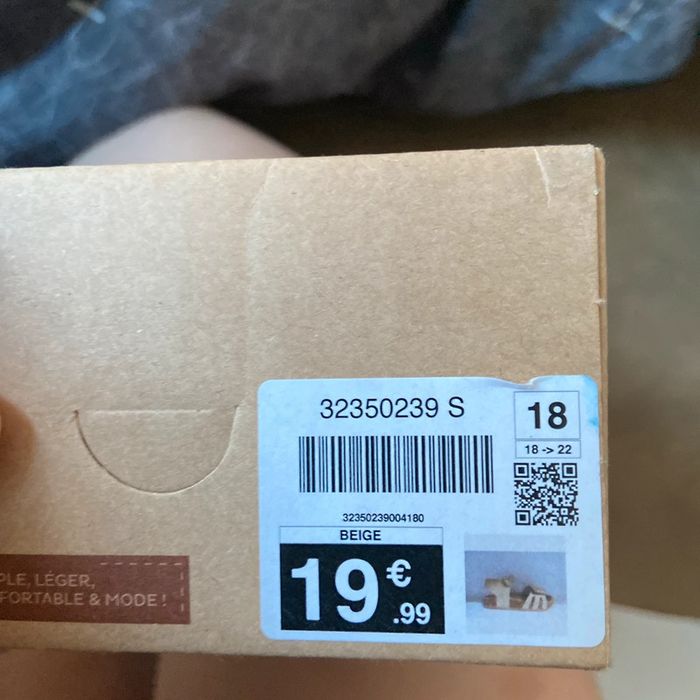 32350239 S
18
18 -> 22
32350239004180
BEIGE
19€.99
PLE, LÉGER,
FORTABLE & MODE !